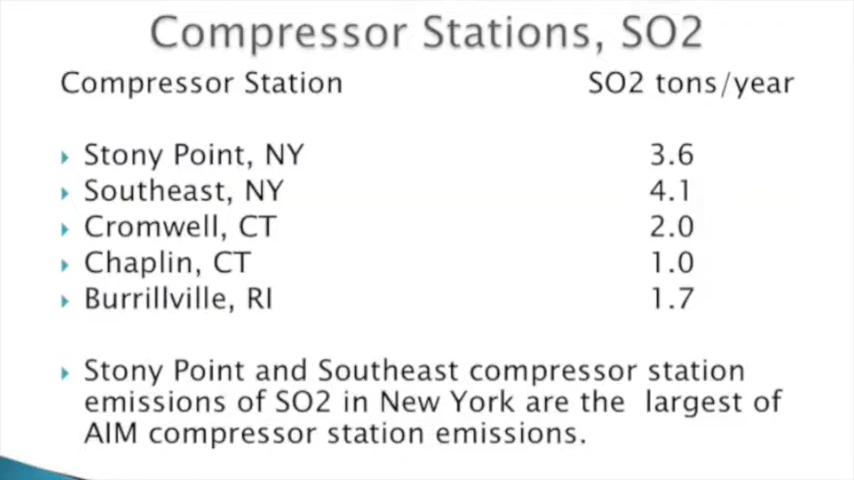 Compressor Stations, SO2
Compressor Station SO2 tons/year
Stony Point, NY 3.6
Southeast, NY 4.1
Cromwell, CT 2.0
Chaplin, CT 1.0
Burrillville, RI 1.7
Stony Point and Southeast compressor station
emissions of SO2 in New York are the largest of
AIM compressor station emissions.